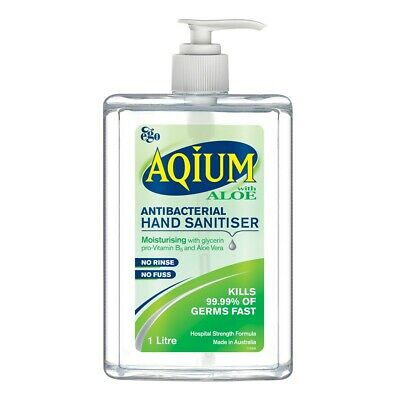 ego
AQIUM
with
ALOE
ANTIBACTERIAL
HAND SANITISER
Moisturising with glycerin
pro-Vitamin B5 and Aloe Vera
NO RINSE
NO FUSS
KILLS
99.99% OF
GERMS FAST
Hospital Strength Formula
Made in Australia
1 Litre